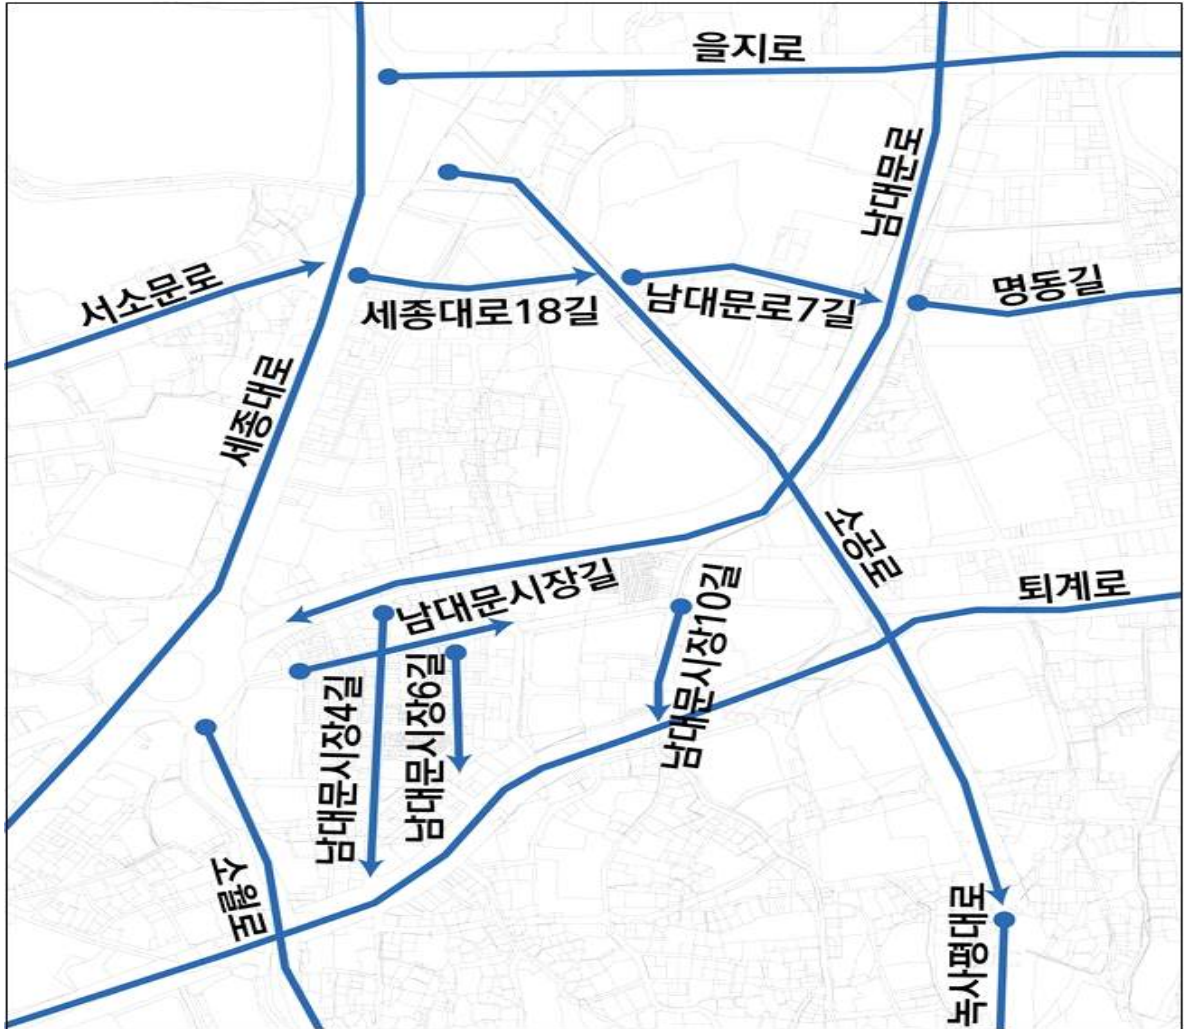 을지로
남대문로
서소문로
세종대로18길
남대문로7길
명동길
세종대로
소공로
남대문시장길
퇴계로
남대문시장10길
남대문시장4길
남대문시장6길
소월로
녹사평대로